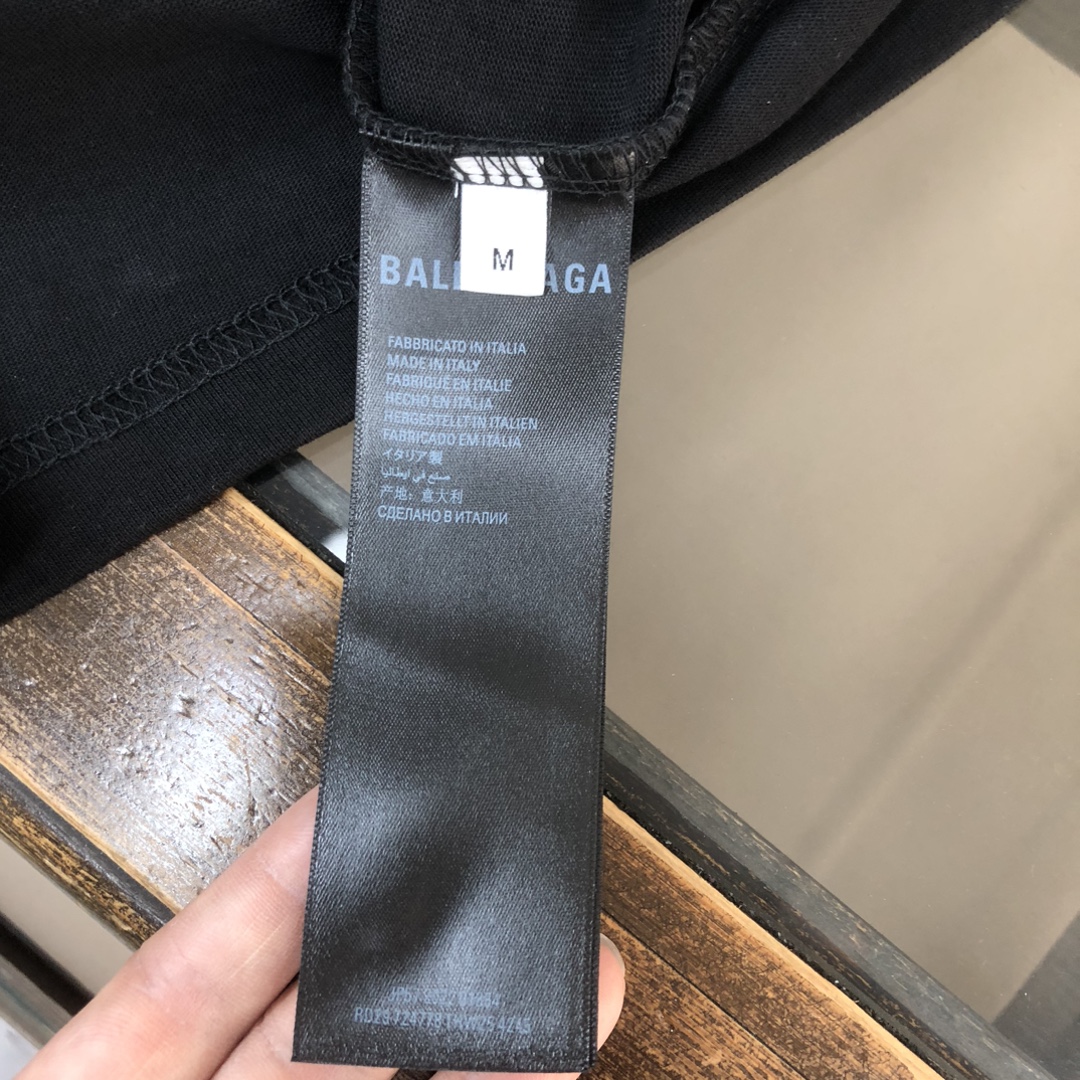 M
BAL AGA
FABBRICATO IN ITALIA
MADE IN ITALY
FABRIQUÉ EN ITALIE
HECHO EN ITALIA
HERGESTELLT IN ITALIEN
FABRICADO EM ITALIA
イタリア製
صنع في إيطاليا
产地：意大利
СДЕЛАНО В ИТАЛИИ